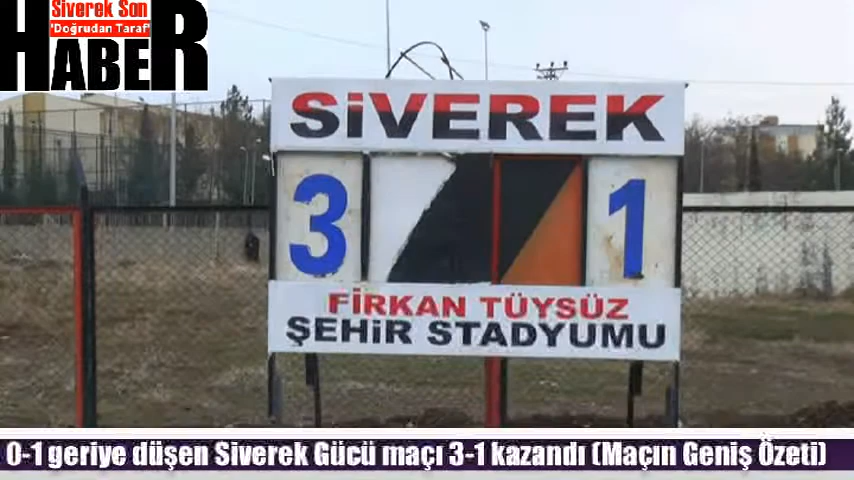 Siverek Son
'Doğrudan Taraf'
HABER
SiVEREK
3 1
FİRKAN TÜYSÜZ
ŞEHiR STADYUMU
0-1 geriye düşen Siverek Gücü maçı 3-1 kazandı (Maçın Geniş Özeti)